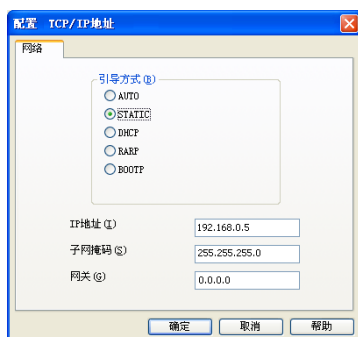 配置 TCP/IP地址
网络
引导方式(B)
AUTO
STATIC
DHCP
RARP
BOOTP
IP地址(I) 192.168.0.5
子网掩码(S) 255.255.255.0
网关(G) 0.0.0.0
确定 取消 帮助